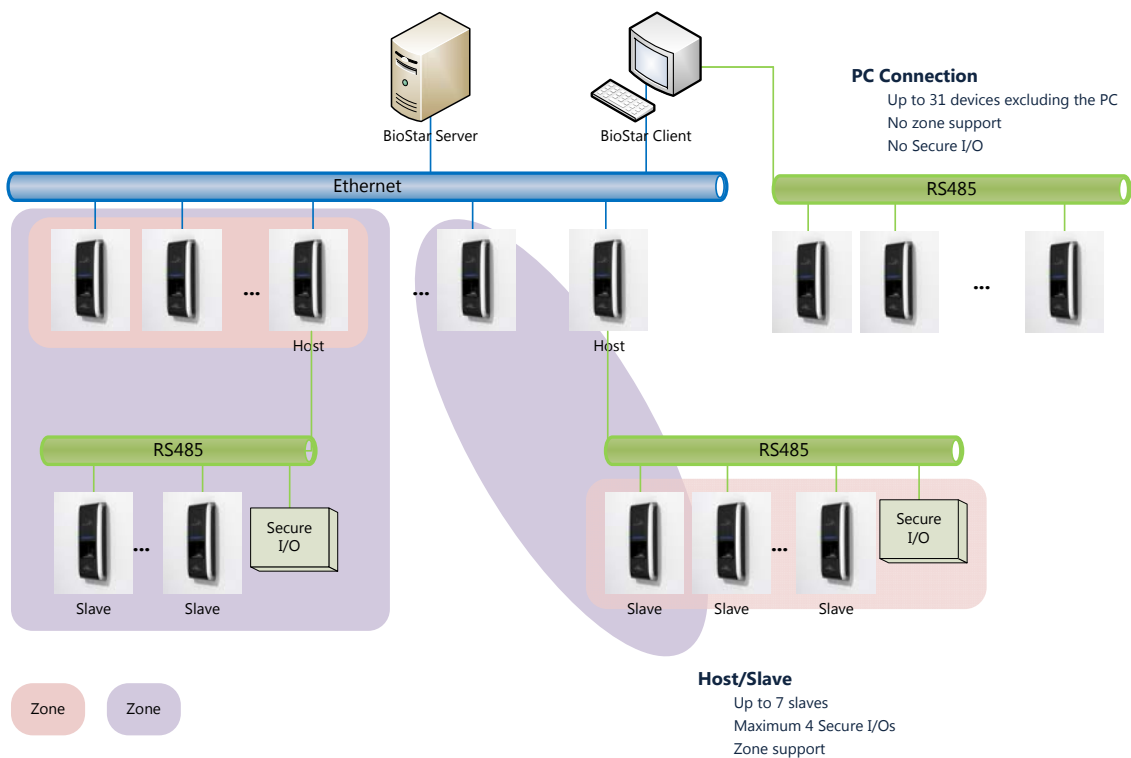 PC Connection
Up to 31 devices excluding the PC
No zone support
No Secure I/O
BioStar Server
BioStar Client
Ethernet
RS485
...
...
...
Host
Host
RS485
RS485
Secure
I/O
Secure
I/O
...
...
Slave
Slave
Slave
Slave
Slave
Host/Slave
Up to 7 slaves
Maximum 4 Secure I/Os
Zone support
Zone
Zone